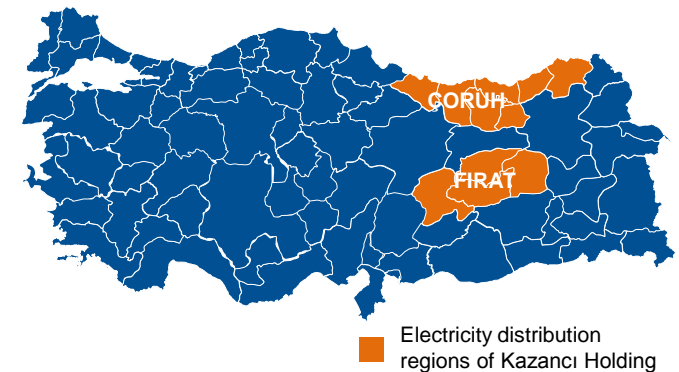 ÇORUH
FIRAT
Electricity distribution
regions of Kazancı Holding